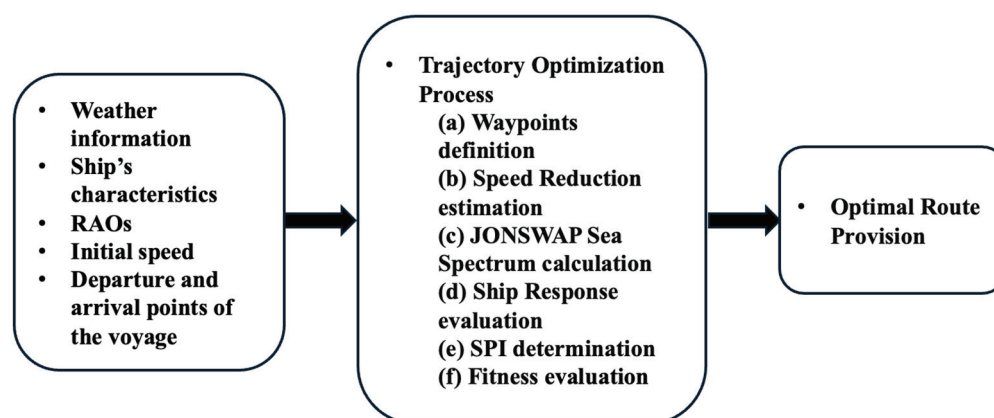 • Weather
information
• Ship's
characteristics
• RAOs
• Initial speed
• Departure and
arrival points of
the voyage
• Trajectory Optimization
Process
(a) Waypoints
definition
(b) Speed Reduction
estimation
(c) JONSWAP Sea
Spectrum calculation
(d) Ship Response
evaluation
(e) SPI determination
(f) Fitness evaluation
• Optimal Route
Provision